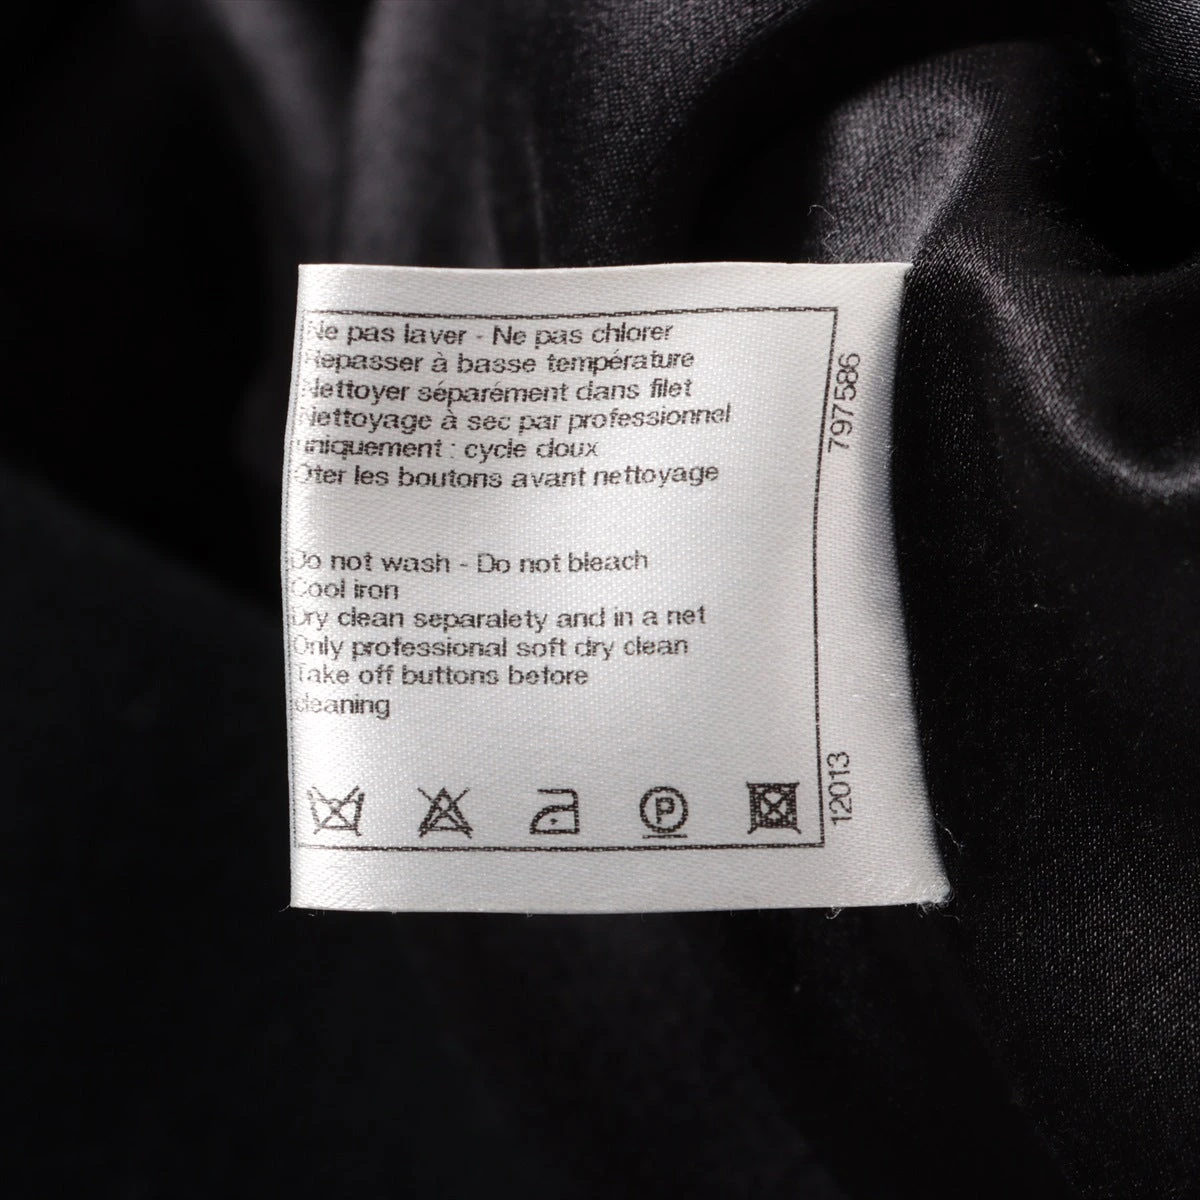 Ne pas laver - Ne pas chlorer
Repasser à basse température
Nettoyer séparément dans filet
Nettoyage à sec par professionnel
uniquement : cycle doux
Oter les boutons avant nettoyage
Do not wash - Do not bleach
Cool iron
Dry clean separalety and in a net
Only professional soft dry clean
Take off buttons before
cleaning
P
797586
12013